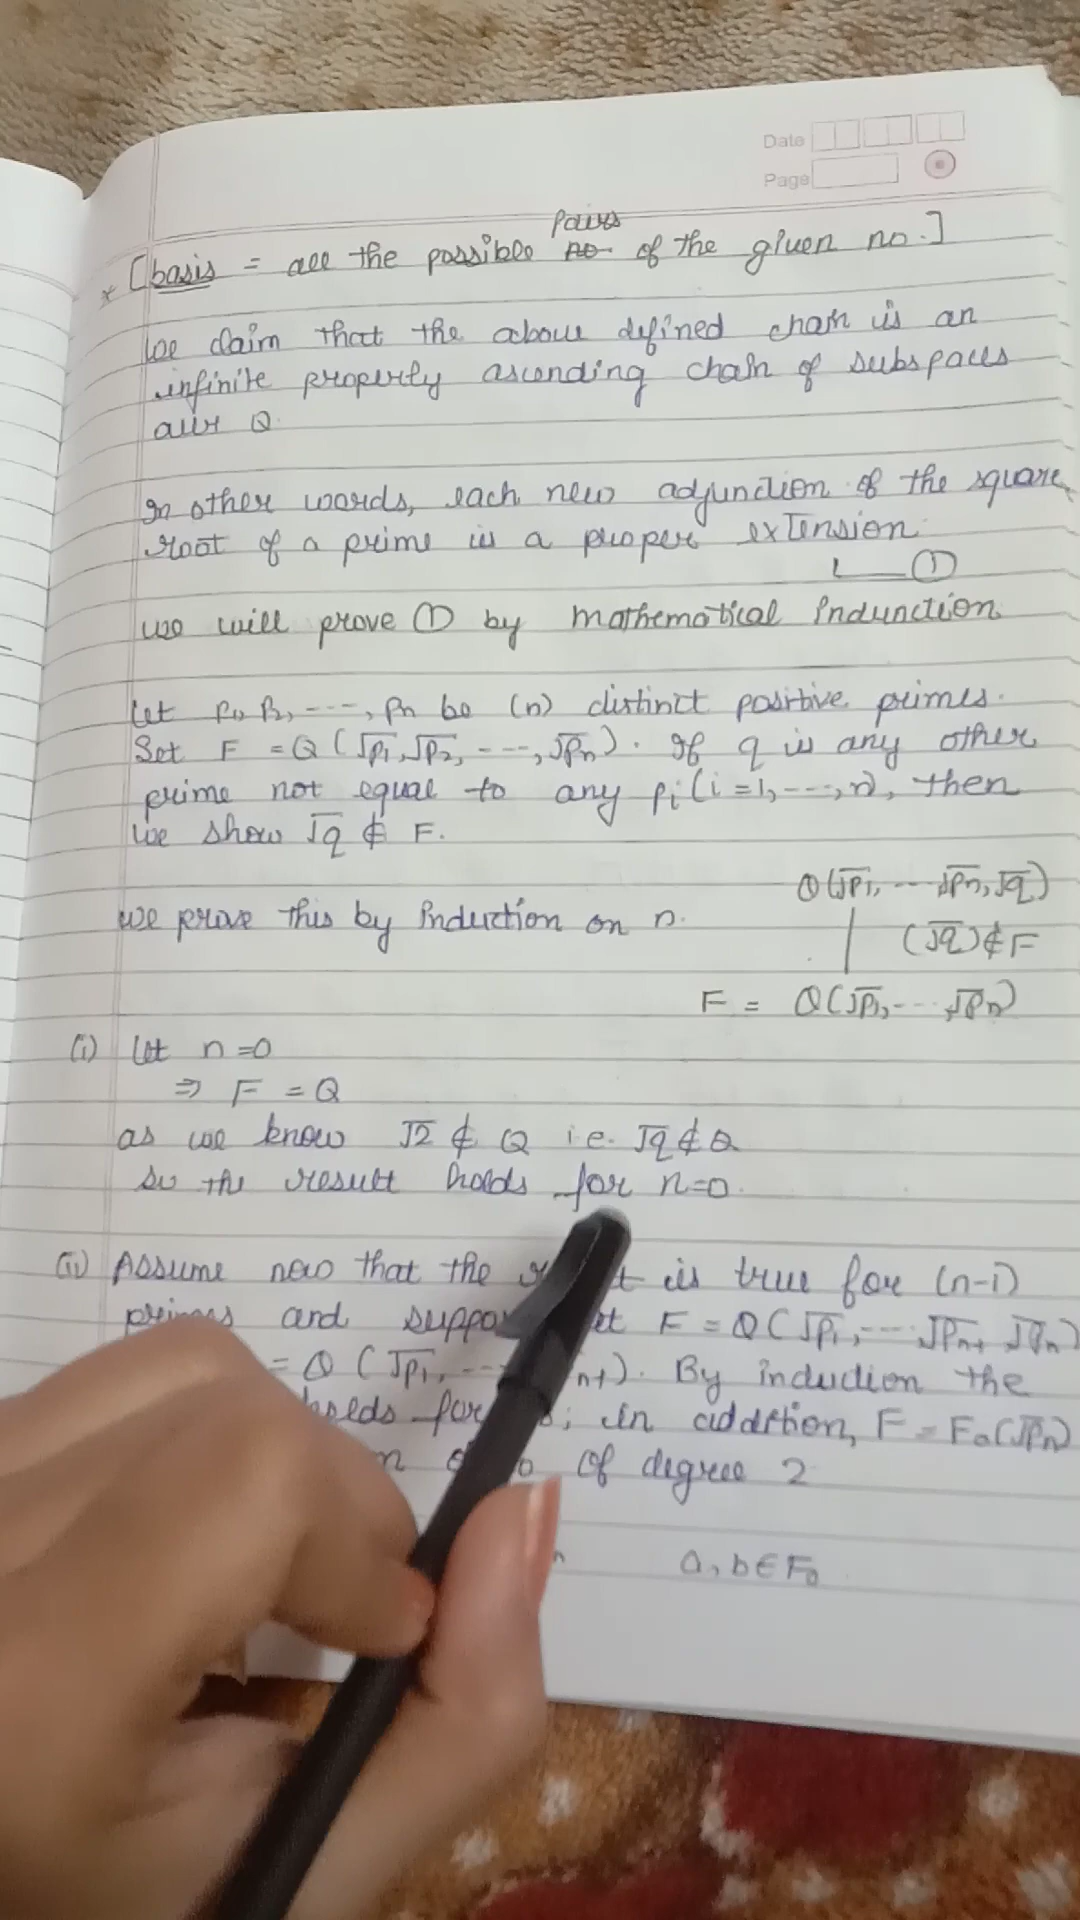 Date
Page
pairs
* [basis = all the possible no. of the given no.]
We claim that the above defined chain is an
infinite properly ascending chain of subspaces
over Q.
In other words, each new adjunction of the square
root of a prime is a proper extension.
①
we will prove ① by mathematical Indunction.
Let p1, p2, ---, pn be (n) distinct positive primes.
Set F = Q(√p1, √p2, ---, √pn). If q is any other
prime not equal to any pi (i=1, ---, n), then
we show √q ∉ F.
Q(√p1, --- √pn, √q)
we prove this by induction on n.
(√q) ∉ F
F = Q(√p1, --- √pn)
(i) Let n=0
⇒ F = Q
as we know √2 ∉ Q i.e. √q ∉ Q
so the result holds for n=0.
(ii) Assume now that the is true for (n-1)
primes and F = Q(√p1, --- √pn-1, √pn)
= Q(√p1, --- n-1). By induction the
holds for ; in addition, F = F0(√pn)
of degree 2
a, b ∈ F0